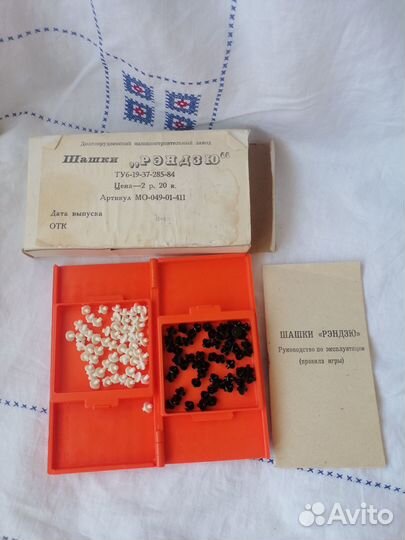 Долгопрудненский машиностроительный завод
Шашки „РЭНДЗЮ“
ТУ6-19-37-285-84
Цена—2 р. 20 к.
Артикул МО-049-01-411
Дата выпуска
ОТК
ШАШКИ «РЭНДЗЮ»
Руководство по эксплуатации
(правила игры)
Avito